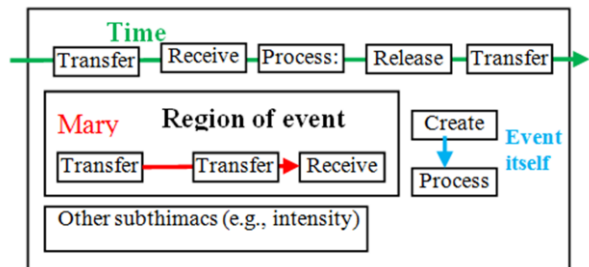 Time
Transfer Receive Process: Release Transfer
Mary Region of event
Transfer Transfer Receive
Create
Process
Event
itself
Other subthimacs (e.g., intensity)